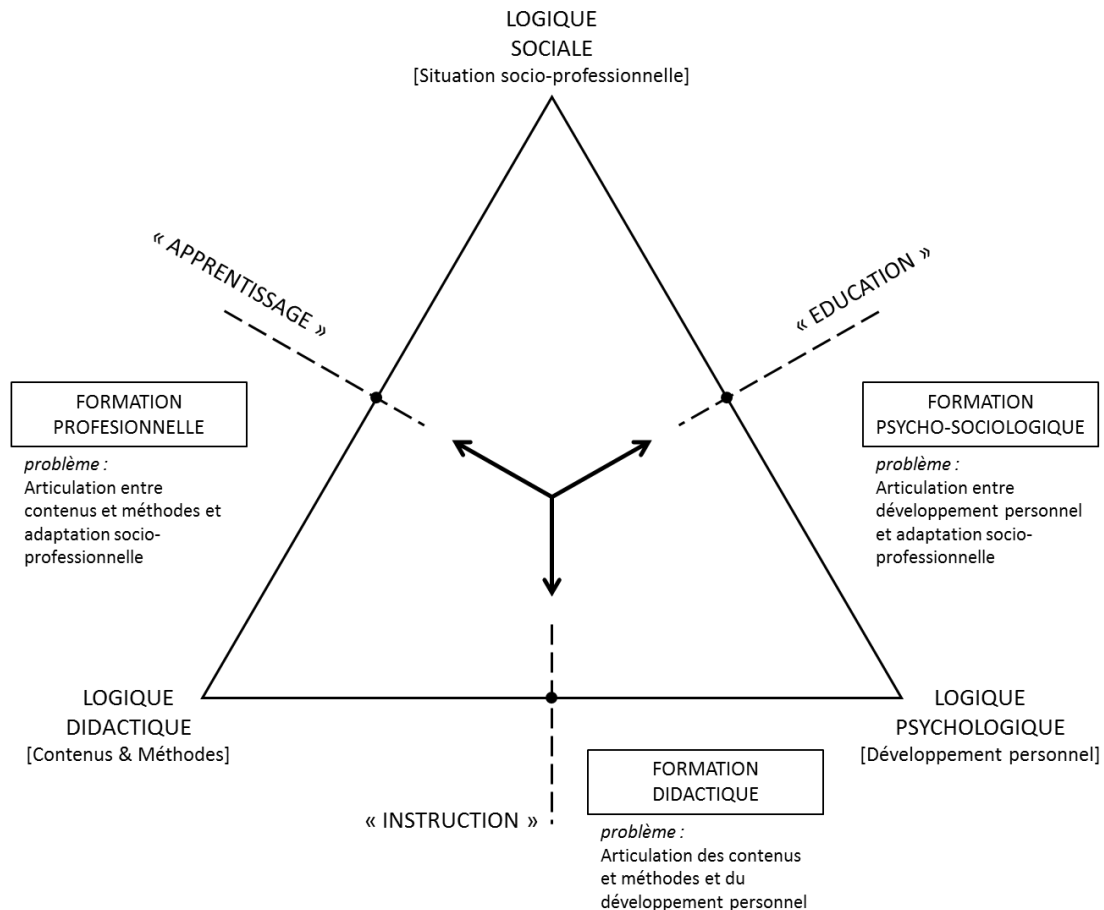 LOGIQUE
SOCIALE
[Situation socio-professionnelle]
« APPRENTISSAGE »
« EDUCATION »
FORMATION
PROFESIONNELLE
problème :
Articulation entre
contenus et méthodes et
adaptation socio-
professionnelle
FORMATION
PSYCHO-SOCIOLOGIQUE
problème :
Articulation entre
développement personnel
et adaptation socio-
professionnelle
LOGIQUE
DIDACTIQUE
[Contenus & Méthodes]
LOGIQUE
PSYCHOLOGIQUE
[Développement personnel]
« INSTRUCTION »
FORMATION
DIDACTIQUE
problème :
Articulation des contenus
et méthodes et du
développement personnel